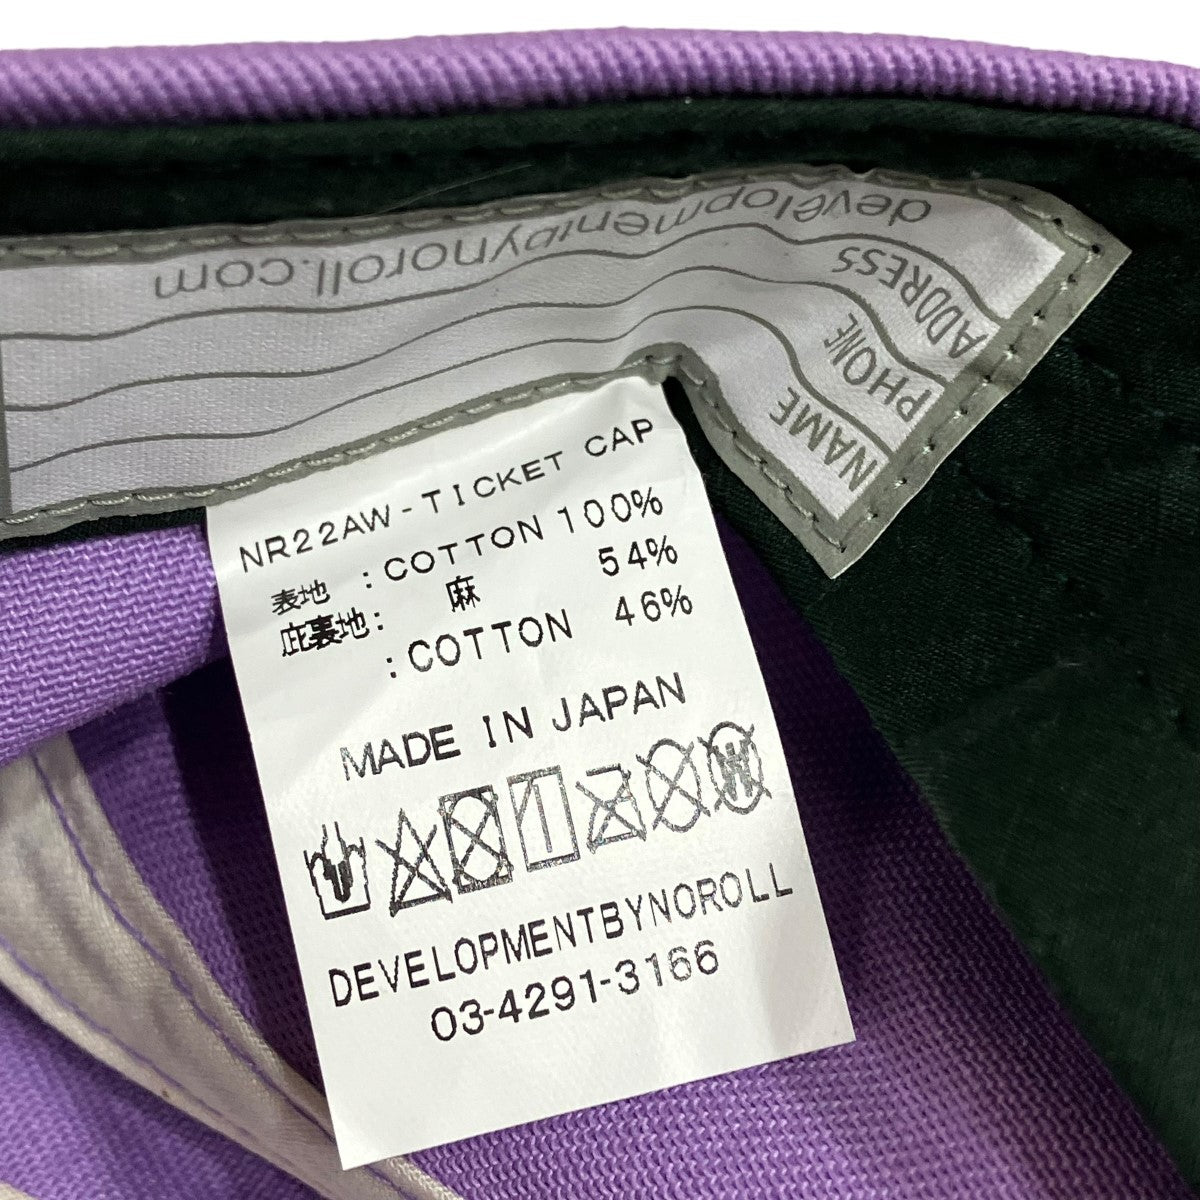 developmentbynoroll.com
ADDRESS
PHONE
NAME
NR22AW-TICKET CAP
表地 : COTTON 100%
庇裏地: 麻 54%
: COTTON 46%
MADE IN JAPAN
DEVELOPMENTBYNOROLL
03-4291-3166